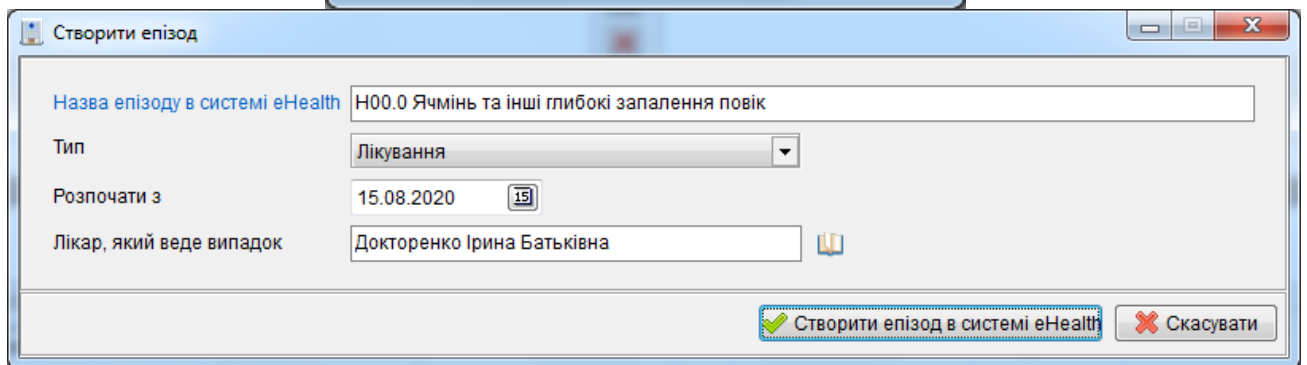 Створити епізод
Назва епізоду в системі eHealth H00.0 Ячмінь та інші глибокі запалення повік
Тип Лікування
Розпочати з 15.08.2020 15
Лікар, який веде випадок Докторенко Ірина Батьківна
Створити епізод в системі eHealth Скасувати